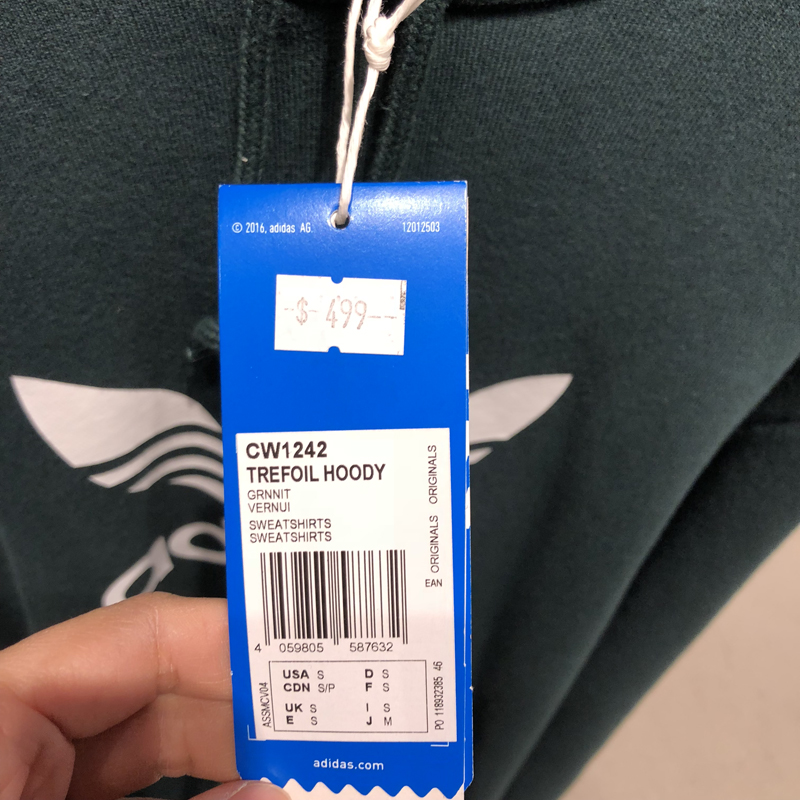 © 2016, adidas AG.
12012503
$ 499
CW1242
TREFOIL HOODY
GRNNIT
VERNUI
SWEATSHIRTS
SWEATSHIRTS
ORIGINALS ORIGINALS
EAN
4 059805 587632
ASSMCV04
USA S D S
CDN S/P F S
UK S I S
E S J M
PO 118932385 46
adidas.com